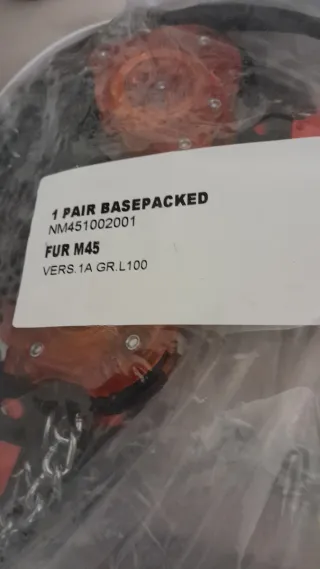 1 PAIR BASEPACKED
NM451002001
FUR M45
VERS.1A GR.L100